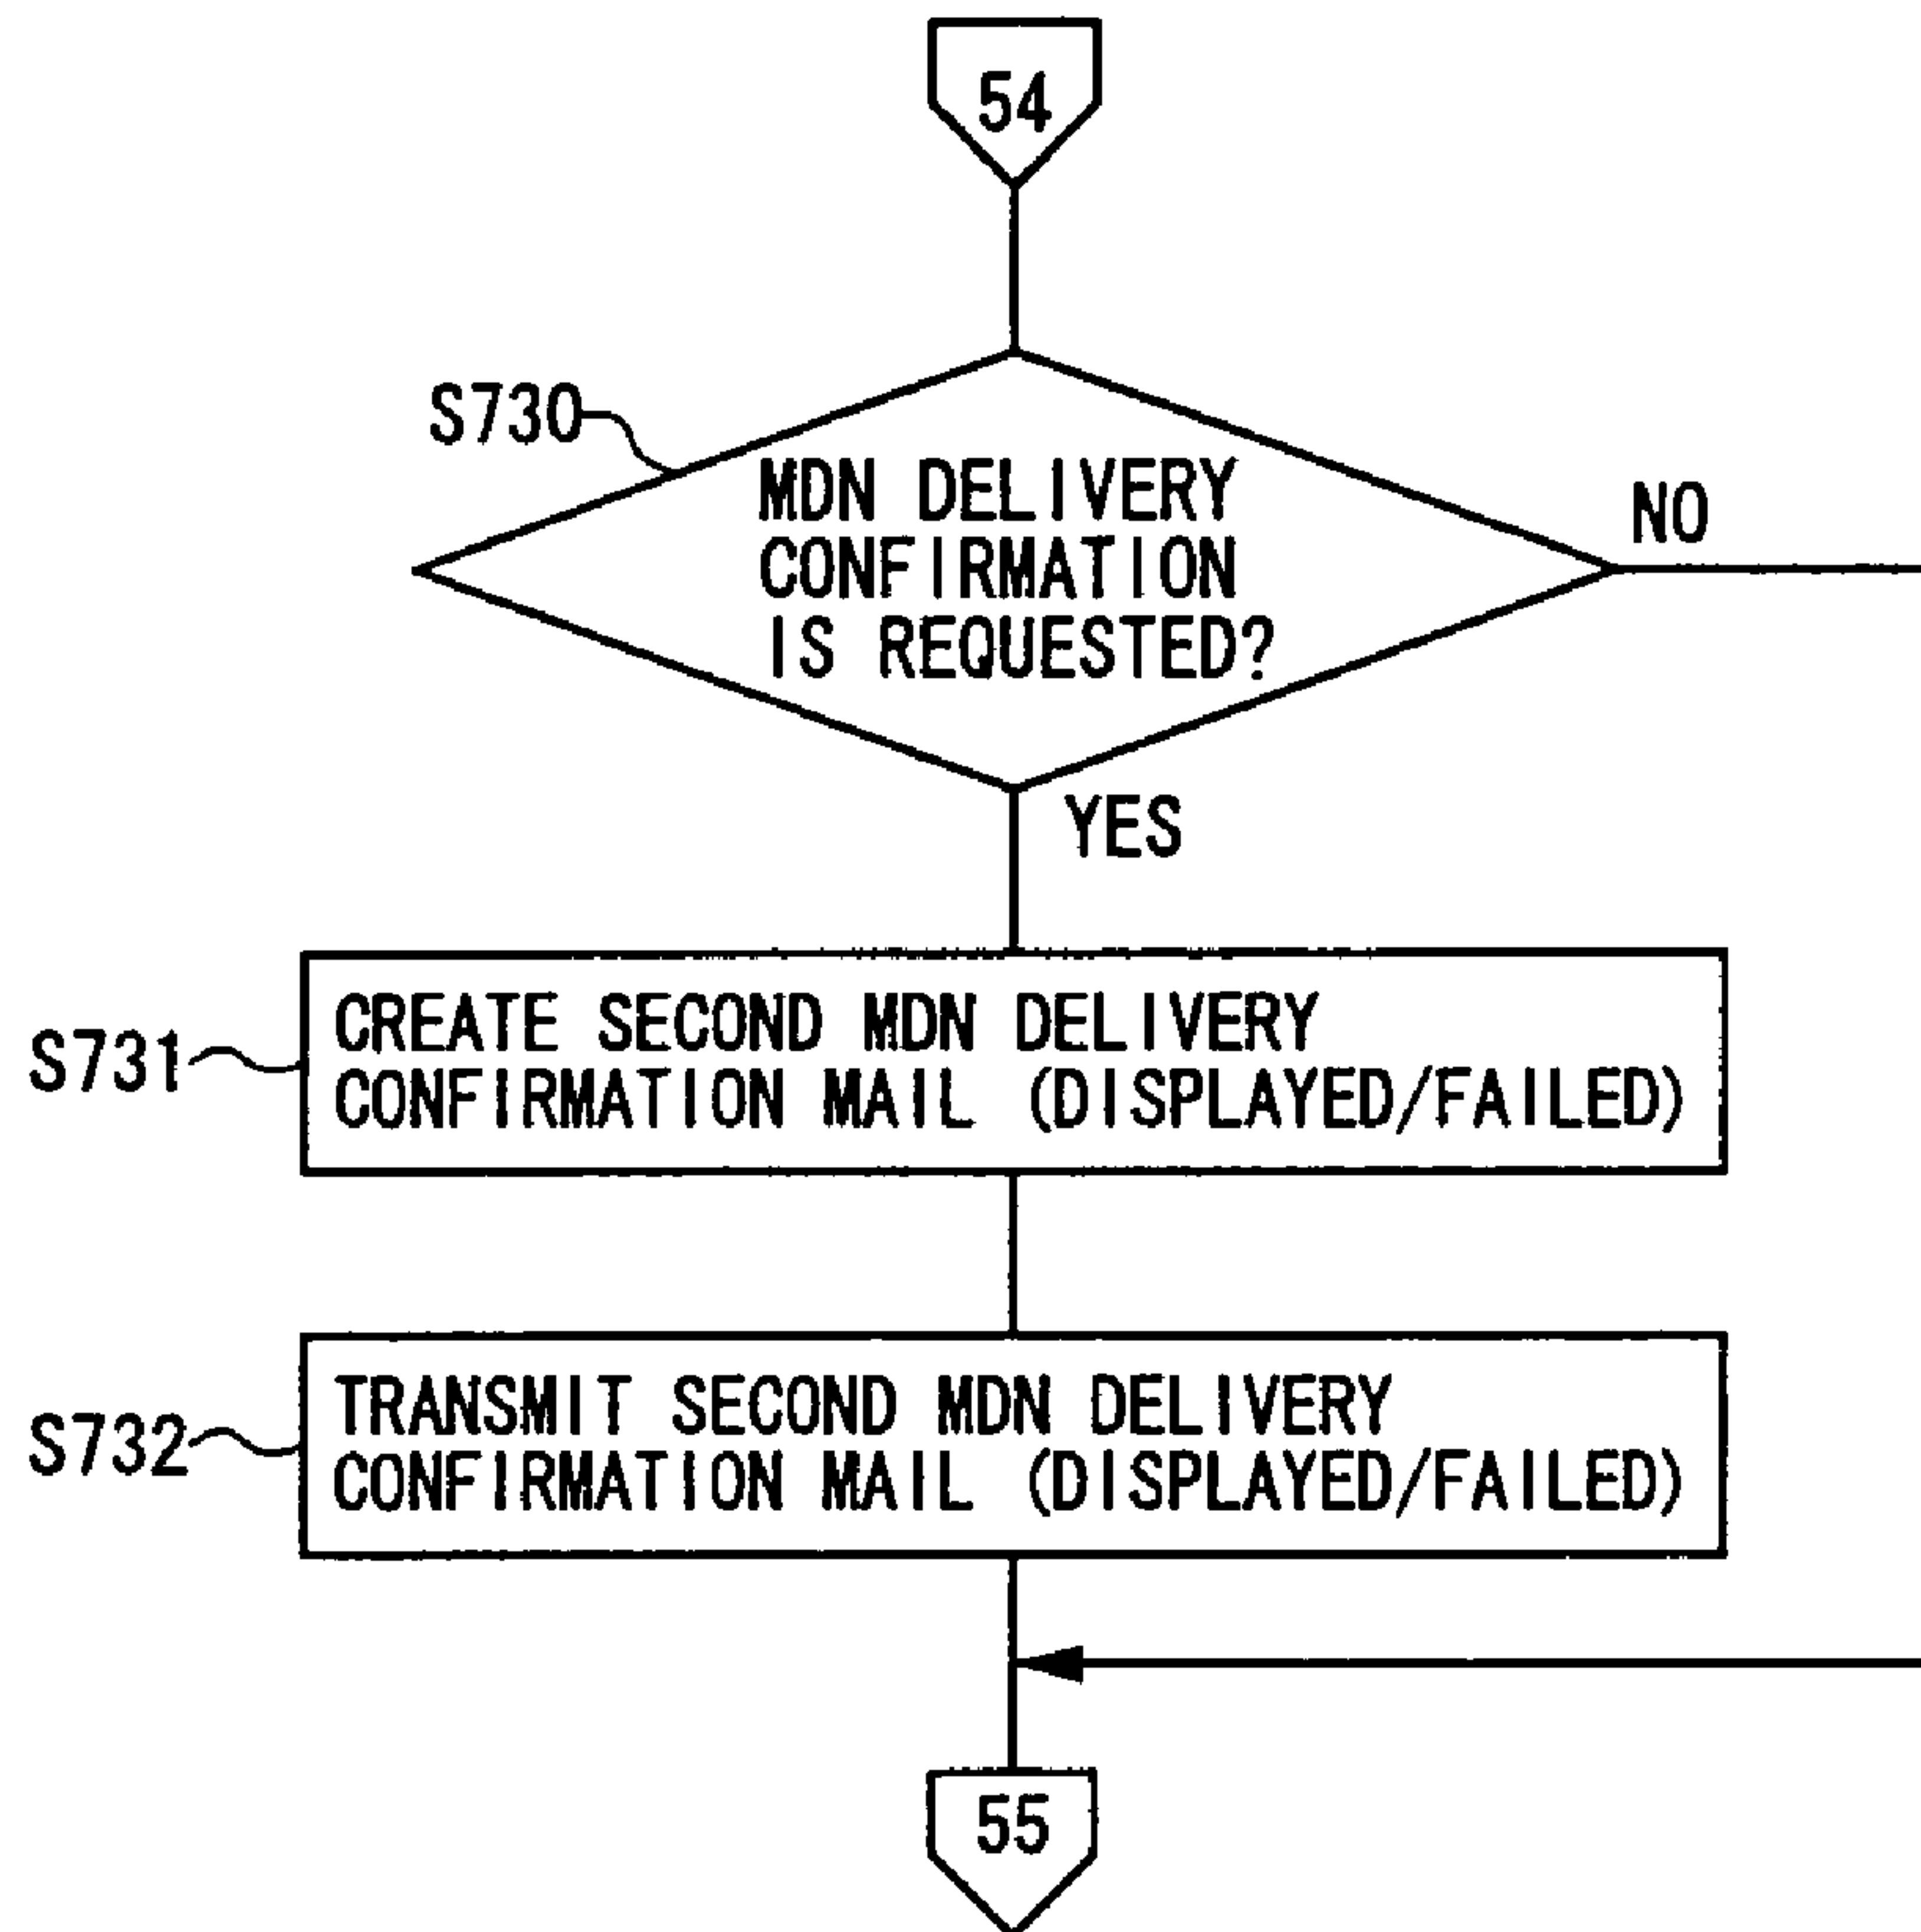 54
S730
MDN DELIVERY
CONFIRMATION
IS REQUESTED?
NO
YES
S731
CREATE SECOND MDN DELIVERY
CONFIRMATION MAIL (DISPLAYED/FAILED)
S732
TRANSMIT SECOND MDN DELIVERY
CONFIRMATION MAIL (DISPLAYED/FAILED)
55